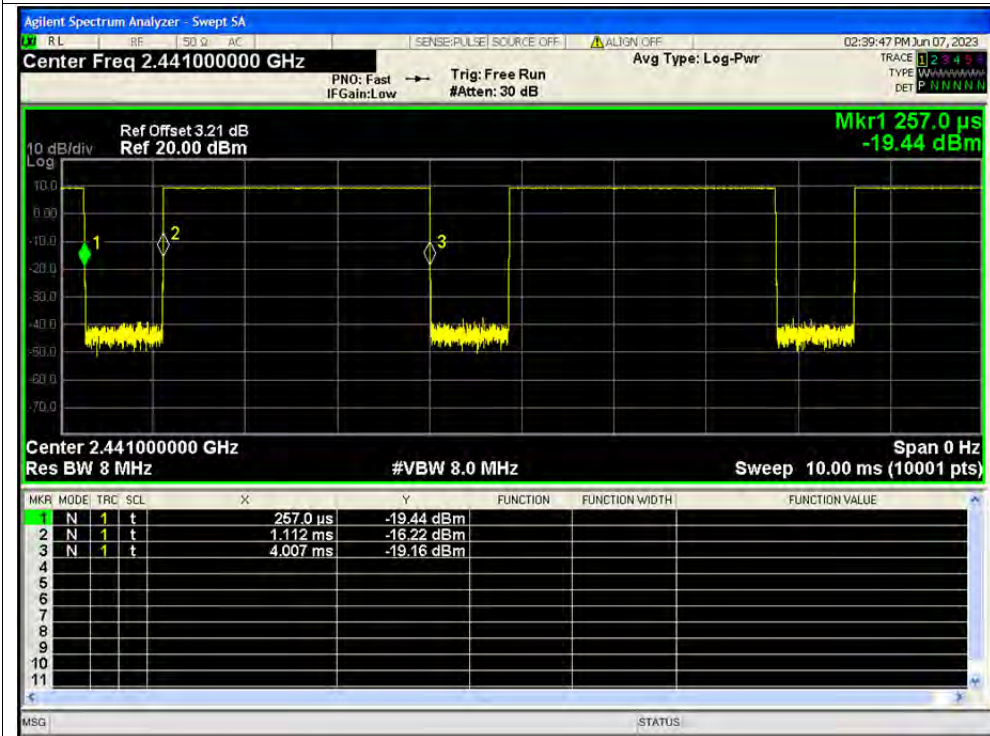 Agilent Spectrum Analyzer - Swept SA
RL RF 50 Ω AC SENSE:PULSE SOURCE OFF ALIGN OFF 02:39:47 PM Jun 07, 2023
Center Freq 2.441000000 GHz Avg Type: Log-Pwr TRACE 1 2 3 4 5 6
PNO: Fast Trig: Free Run TYPE
IFGain:Low #Atten: 30 dB DET P N N N N N
Mkr1 257.0 µs
Ref Offset 3.21 dB
10 dB/div Ref 20.00 dBm -19.44 dBm
Log
10.0
0.00
-10.0
1 2 3
-20.0
-30.0
-40.0
-50.0
-60.0
-70.0
Center 2.441000000 GHz Span 0 Hz
Res BW 8 MHz #VBW 8.0 MHz Sweep 10.00 ms (10001 pts)
MKR MODE TRC SCL X Y FUNCTION FUNCTION WIDTH FUNCTION VALUE
1 N 1 t 257.0 µs -19.44 dBm
2 N 1 t 1.112 ms -16.22 dBm
3 N 1 t 4.007 ms -19.16 dBm
4
5
6
7
8
9
10
11
MSG STATUS